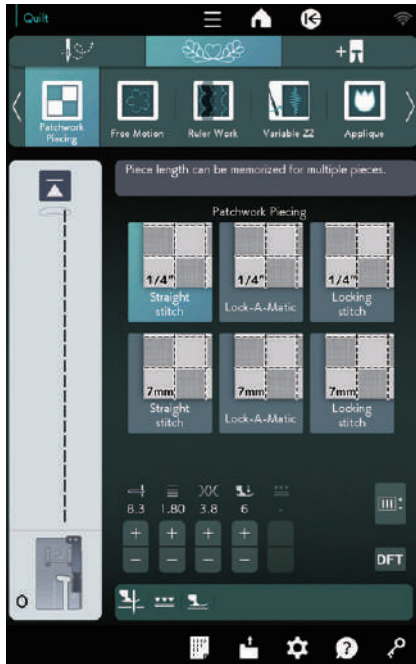 Quilt
Patchwork Piecing
Free Motion
Ruler Work
Variable ZZ
Applique
Piece length can be memorized for multiple pieces.
Patchwork Piecing
1/4" 1/4" 1/4"
Straight stitch
Lock-A-Matic
Locking stitch
7mm 7mm 7mm
Straight stitch
Lock-A-Matic
Locking stitch
8.3 1.80 3.8 6 -
+ + + +
- - - -
DFT
O